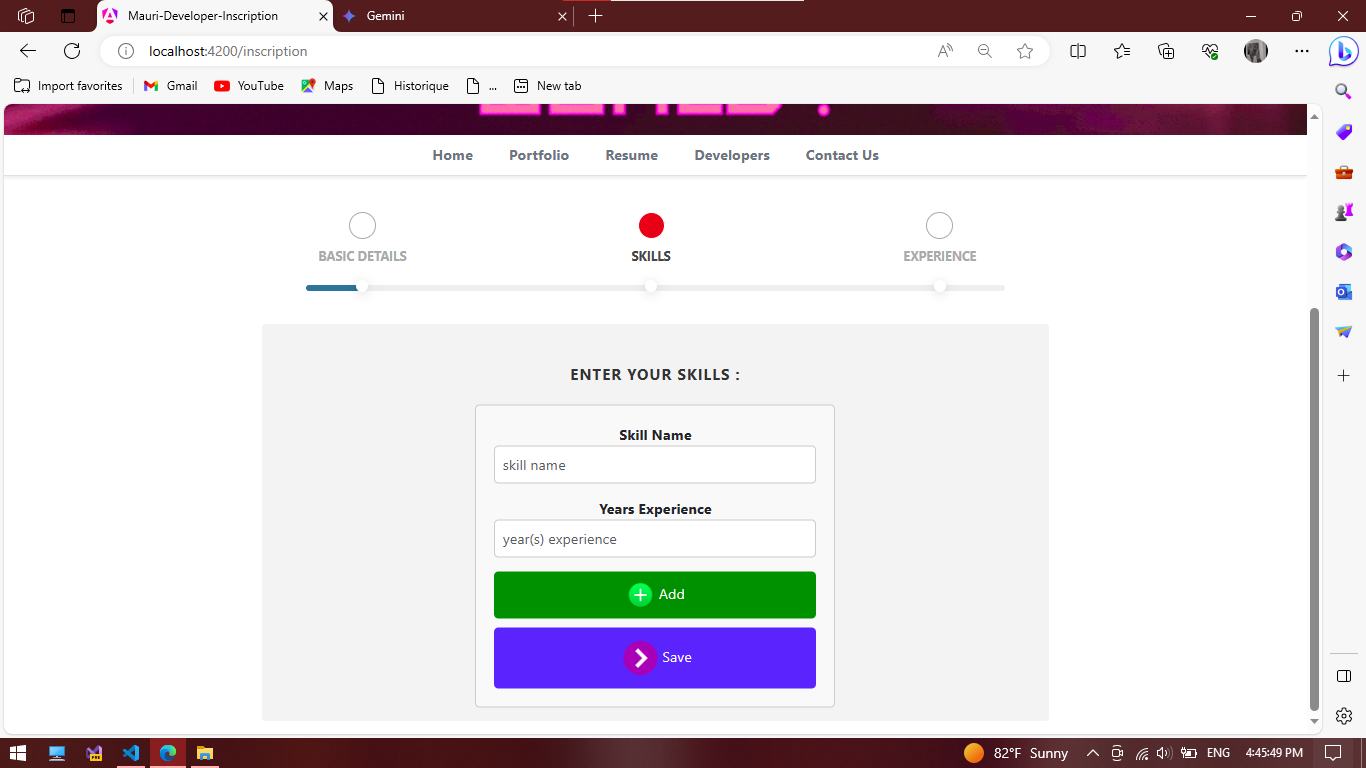 Mauri-Developer-Inscription
Gemini
localhost:4200/inscription
Import favorites
Gmail
YouTube
Maps
Historique
...
New tab
Home
Portfolio
Resume
Developers
Contact Us
BASIC DETAILS
SKILLS
EXPERIENCE
ENTER YOUR SKILLS :
Skill Name
skill name
Years Experience
year(s) experience
Add
Save
82°F Sunny
ENG
4:45:49 PM